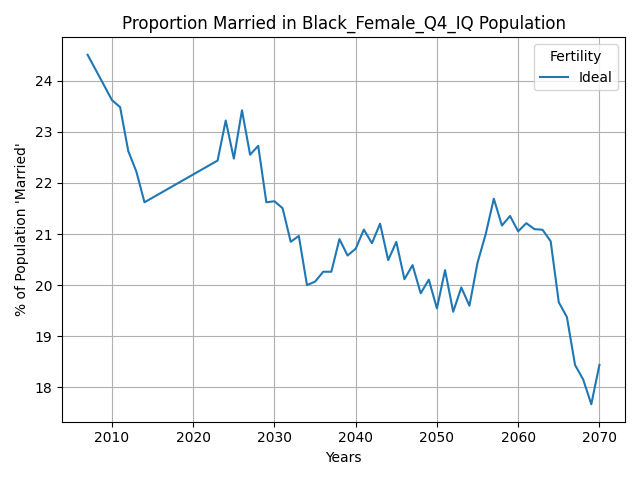 Proportion Married in Black_Female_Q4_IQ Population
Fertility
Ideal
% of Population 'Married'
24
23
22
21
20
19
18
2010 2020 2030 2040 2050 2060 2070
Years